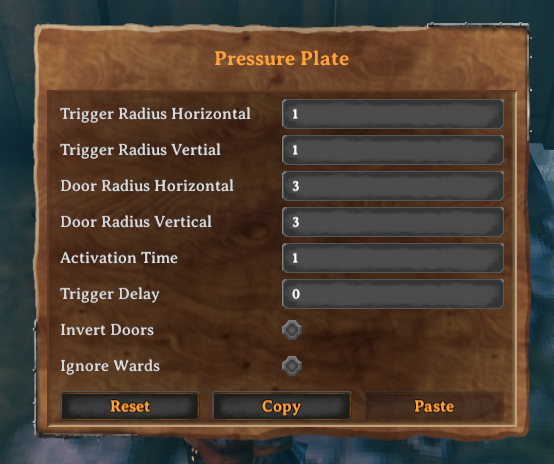 Pressure Plate
Trigger Radius Horizontal 1
Trigger Radius Vertial 1
Door Radius Horizontal 3
Door Radius Vertical 3
Activation Time 1
Trigger Delay 0
Invert Doors
Ignore Wards
Reset Copy Paste